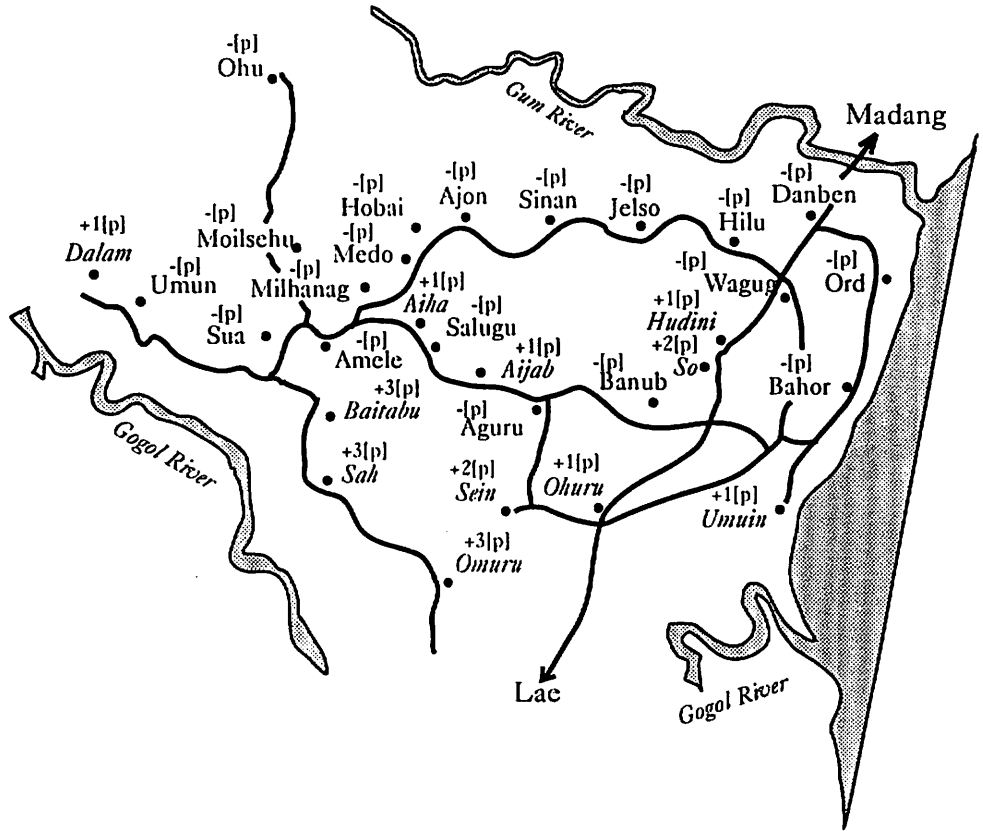 -[p]
Ohu
Gum River
Madang
-[p]
Danben
-[p]
Ajon
-[p]
Sinan
-[p]
Jelso
-[p]
Hilu
-[p]
Hobai
-[p]
Moilsehu
-[p]
Medo
+1[p]
Dalam
-[p]
Umun
-[p]
Milhanag
+1[p]
Aiha
-[p]
Wagug
-[p]
Ord
-[p]
Sua
-[p]
Amele
-[p]
Salugu
+1[p]
Hudini
+2[p]
So
+1[p]
Aijab
-[p]
Banub
-[p]
Bahor
+3[p]
Baitabu
-[p]
Aguru
Gogol River
+3[p]
Sah
+2[p]
Sein
+1[p]
Ohuru
+1[p]
Umuin
+3[p]
Omuru
Lae
Gogol River